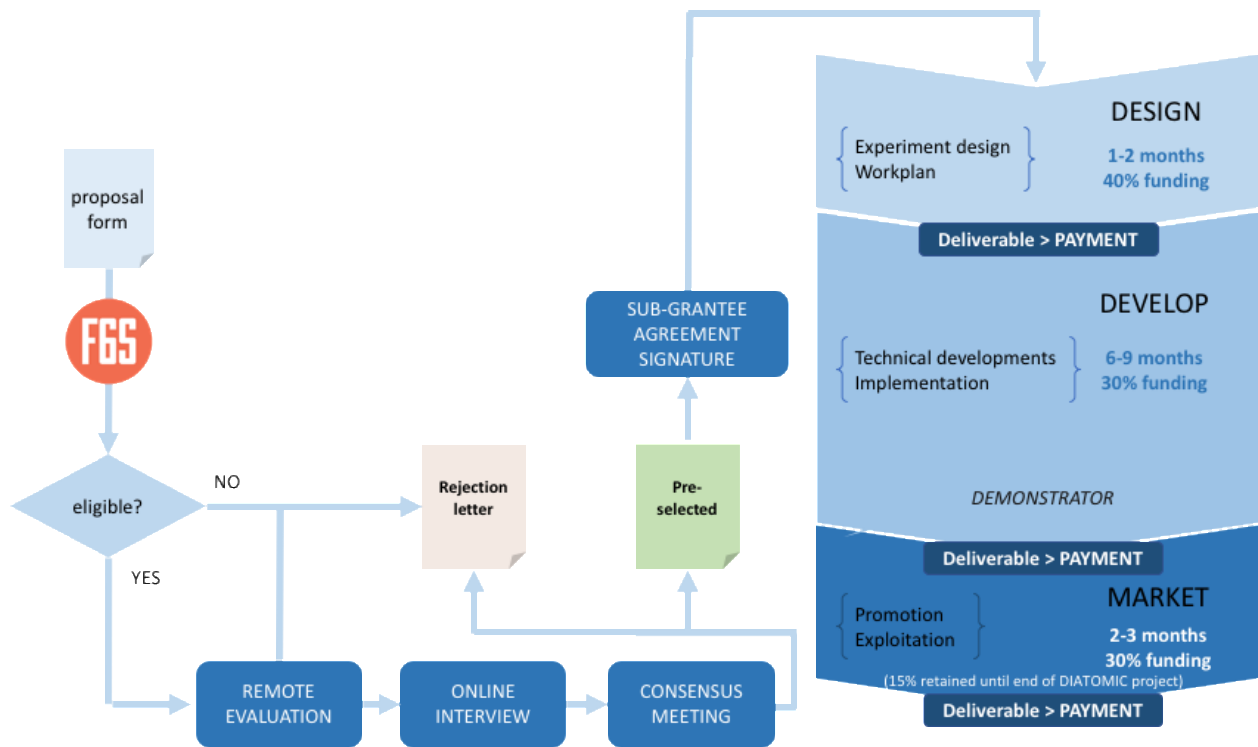 proposal
form
F6S
eligible?
NO
YES
Rejection
letter
Pre-
selected
REMOTE
EVALUATION
ONLINE
INTERVIEW
CONSENSUS
MEETING
SUB-GRANTEE
AGREEMENT
SIGNATURE
DESIGN
Experiment design
Workplan
1-2 months
40% funding
Deliverable > PAYMENT
DEVELOP
Technical developments
Implementation
6-9 months
30% funding
DEMONSTRATOR
Deliverable > PAYMENT
MARKET
Promotion
Exploitation
2-3 months
30% funding
(15% retained until end of DIATOMIC project)
Deliverable > PAYMENT